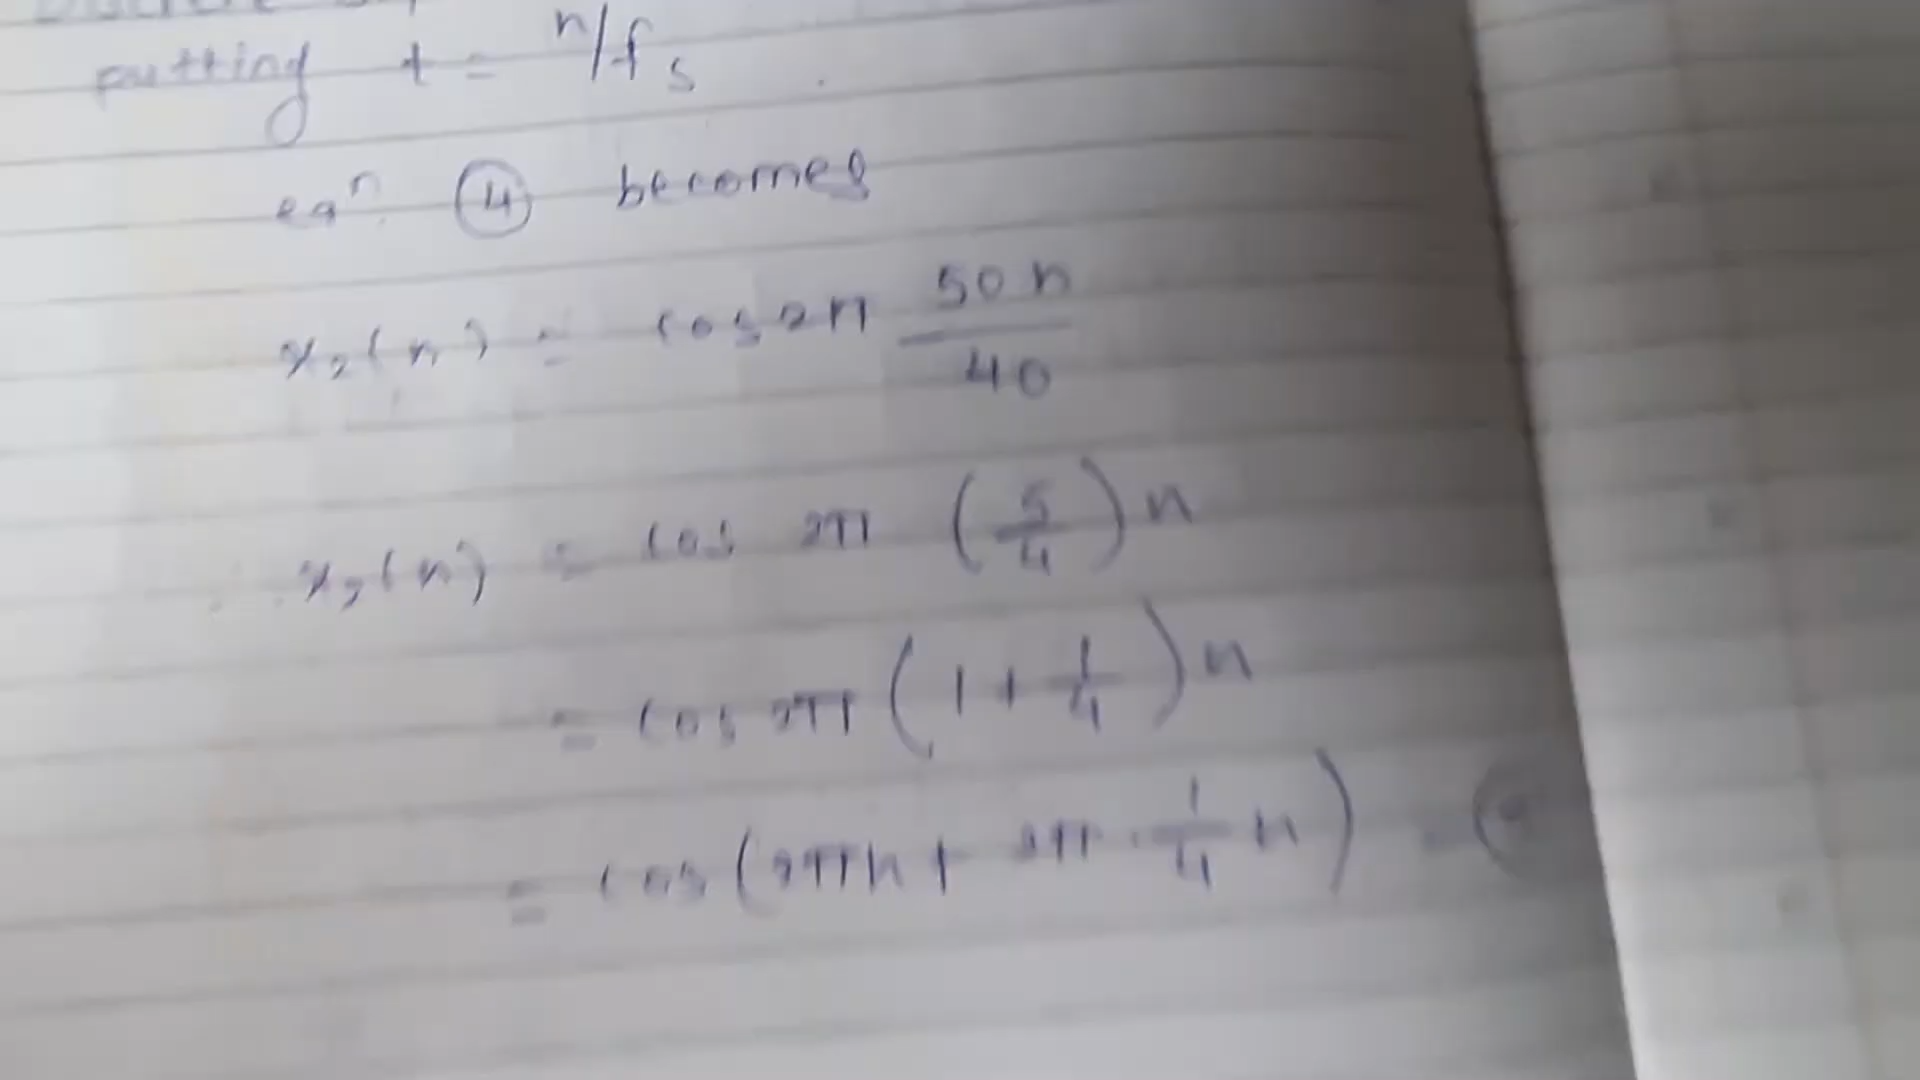 putting t = n/fs
eqn. ④ becomes
x₂(n) = cos 2π 50n/40
∴ x₂(n) = cos 2π (5/4) n
= cos 2π (1 + 1/4) n
= cos (2πn + 2π · 1/4 n) -